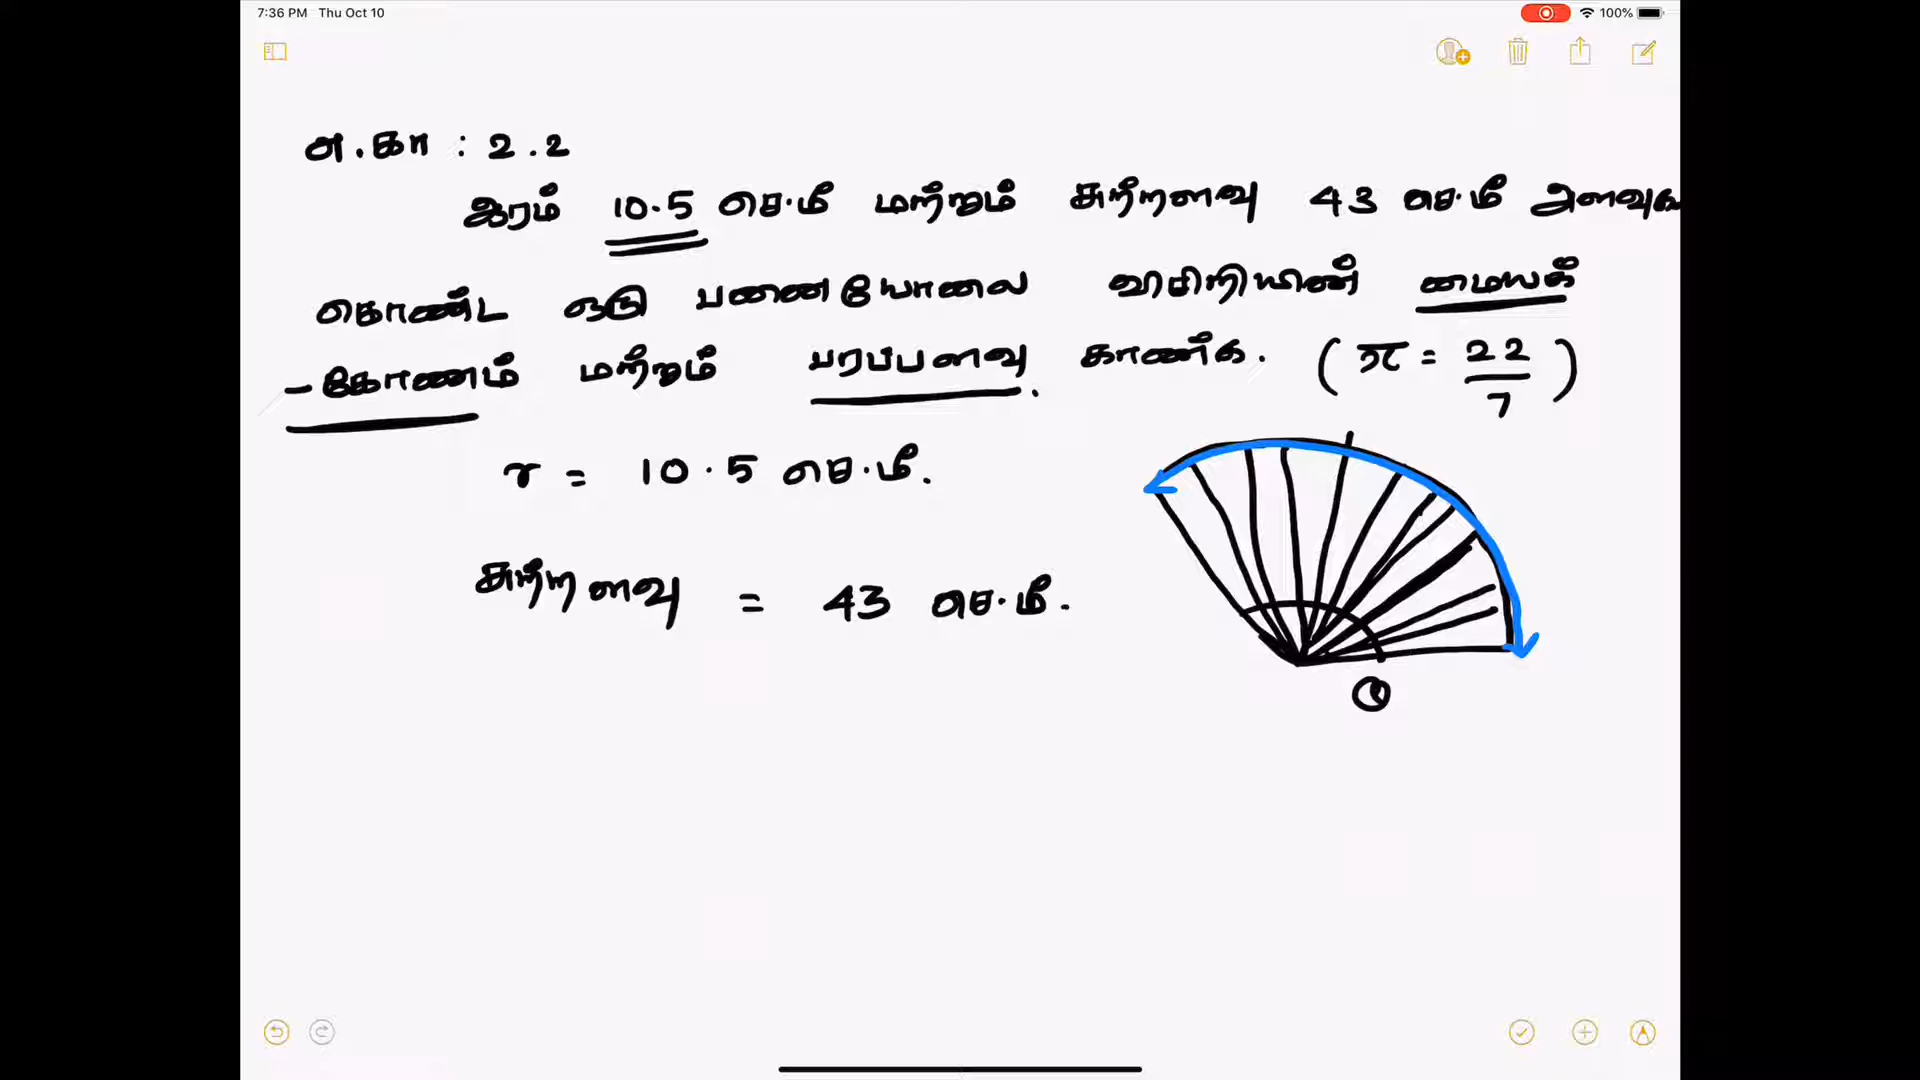 7:36 PM Thu Oct 10
100%
எ.கா : 2.2
ஆரம் 10.5 செ.மீ மற்றும் சுற்றளவு 43 செ.மீ
கொண்ட ஒரு பனையோலை விசிறியின் மையக்
-கோணம் மற்றும் பரப்பளவு காண்க. ( π = 22/7 )
r = 10.5 செ.மீ.
சுற்றளவு = 43 செ.மீ.